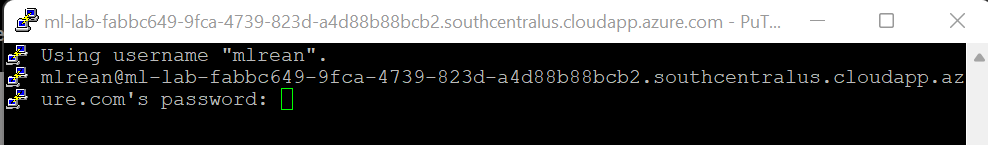 ml-lab-fabbc649-9fca-4739-823d-a4d88b88bcb2.southcentralus.cloudapp.azure.com - PuT...
Using username "mlrean".
mlrean@ml-lab-fabbc649-9fca-4739-823d-a4d88b88bcb2.southcentralus.cloudapp.az
ure.com's password: